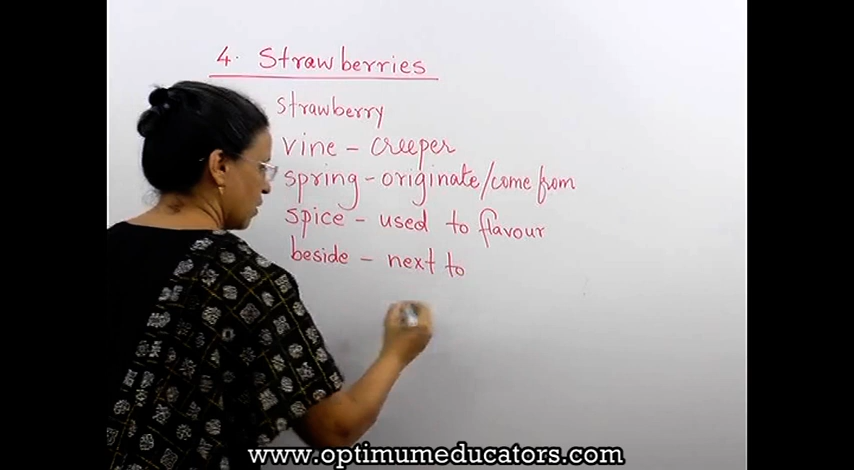 4. Strawberries
strawberry
vine - creeper
spring - originate/come from
spice - used to flavour
beside - next to
www.optimumeducators.com